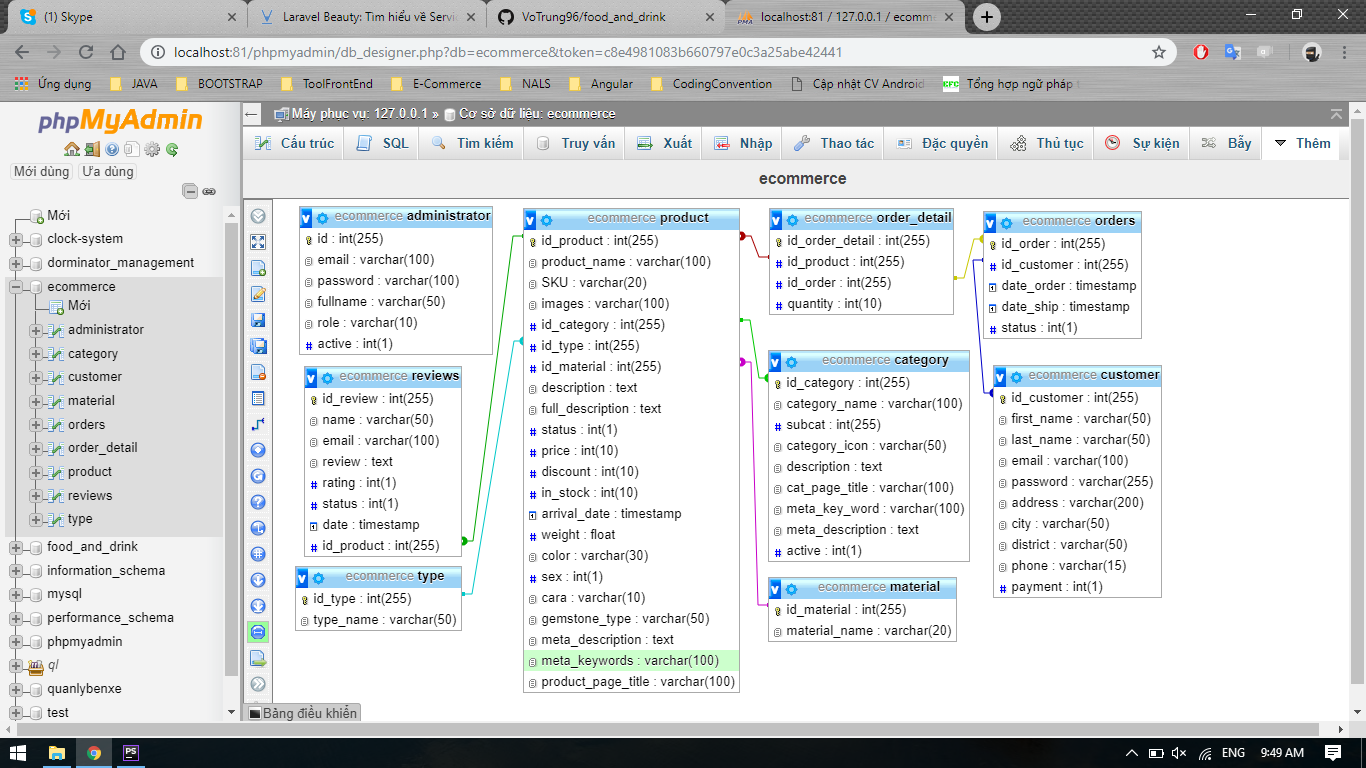 (1) Skype
Laravel Beauty: Tìm hiểu về Servi
VoTrung96/food_and_drink
localhost:81 / 127.0.0.1 / ecomm
localhost:81/phpmyadmin/db_designer.php?db=ecommerce&token=c8e4981083b660797e0c3a25abe42441
Ứng dụng
JAVA
BOOTSTRAP
ToolFrontEnd
E-Commerce
NALS
Angular
CodingConvention
Cập nhật CV Android
Tổng hợp ngữ pháp
phpMyAdmin
Mới dùng
Ưa dùng
Mới
clock-system
dorminator_management
ecommerce
Mới
administrator
category
customer
material
orders
order_detail
product
reviews
type
food_and_drink
information_schema
mysql
performance_schema
phpmyadmin
ql
quanlybenxe
test
Máy phục vụ: 127.0.0.1 » Cơ sở dữ liệu: ecommerce
Cấu trúc
SQL
Tìm kiếm
Truy vấn
Xuất
Nhập
Thao tác
Đặc quyền
Thủ tục
Sự kiện
Bẫy
Thêm
ecommerce
ecommerce administrator
id : int(255)
email : varchar(100)
password : varchar(100)
fullname : varchar(50)
role : varchar(10)
active : int(1)
ecommerce reviews
id_review : int(255)
name : varchar(50)
email : varchar(100)
review : text
rating : int(1)
status : int(1)
date : timestamp
id_product : int(255)
ecommerce type
id_type : int(255)
type_name : varchar(50)
ecommerce product
id_product : int(255)
product_name : varchar(100)
SKU : varchar(20)
images : varchar(100)
id_category : int(255)
id_type : int(255)
id_material : int(255)
description : text
full_description : text
status : int(1)
price : int(10)
discount : int(10)
in_stock : int(10)
arrival_date : timestamp
weight : float
color : varchar(30)
sex : int(1)
cara : varchar(10)
gemstone_type : varchar(50)
meta_description : text
meta_keywords : varchar(100)
product_page_title : varchar(100)
ecommerce order_detail
id_order_detail : int(255)
id_product : int(255)
id_order : int(255)
quantity : int(10)
ecommerce category
id_category : int(255)
category_name : varchar(100)
subcat : int(255)
category_icon : varchar(50)
description : text
cat_page_title : varchar(100)
meta_key_word : varchar(100)
meta_description : text
active : int(1)
ecommerce material
id_material : int(255)
material_name : varchar(20)
ecommerce orders
id_order : int(255)
id_customer : int(255)
date_order : timestamp
date_ship : timestamp
status : int(1)
ecommerce customer
id_customer : int(255)
first_name : varchar(50)
last_name : varchar(50)
email : varchar(100)
password : varchar(255)
address : varchar(200)
city : varchar(50)
district : varchar(50)
phone : varchar(15)
payment : int(1)
Bảng điều khiển
ENG
9:49 AM